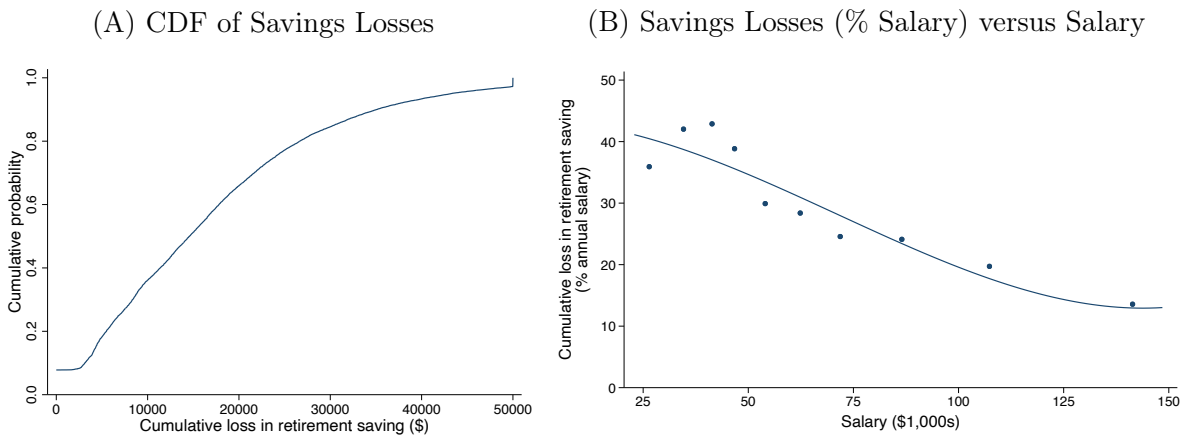 (A) CDF of Savings Losses
Cumulative probability
1.0
0.8
0.6
0.4
0.2
0.0
0 10000 20000 30000 40000 50000
Cumulative loss in retirement saving ($)
(B) Savings Losses (% Salary) versus Salary
Cumulative loss in retirement saving
(% annual salary)
50
40
30
20
10
0
25 50 75 100 125 150
Salary ($1,000s)